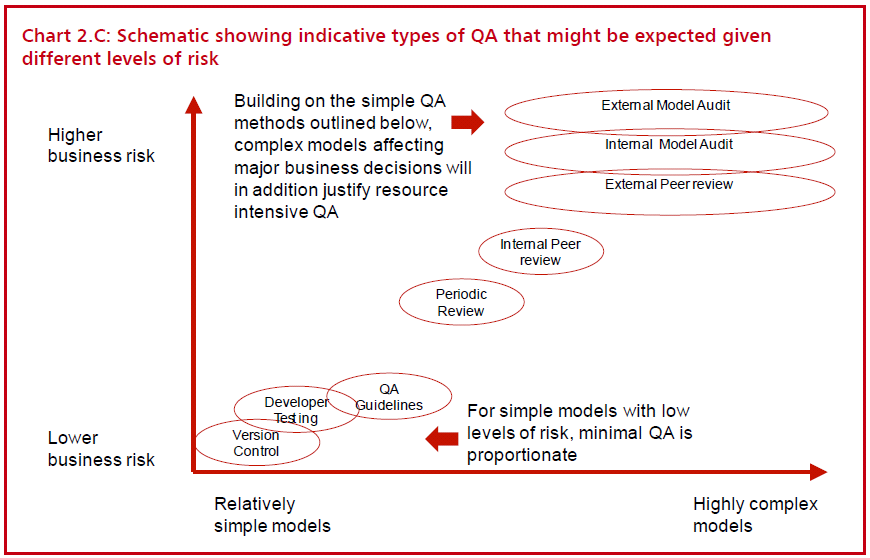 Chart 2.C: Schematic showing indicative types of QA that might be expected given
different levels of risk
Higher
business risk
Building on the simple QA
methods outlined below,
complex models affecting
major business decisions will
in addition justify resource
intensive QA
External Model Audit
Internal Model Audit
External Peer review
Internal Peer
review
Periodic
Review
QA
Guidelines
Developer
Testing
Version
Control
For simple models with low
levels of risk, minimal QA is
proportionate
Lower
business risk
Relatively
simple models
Highly complex
models